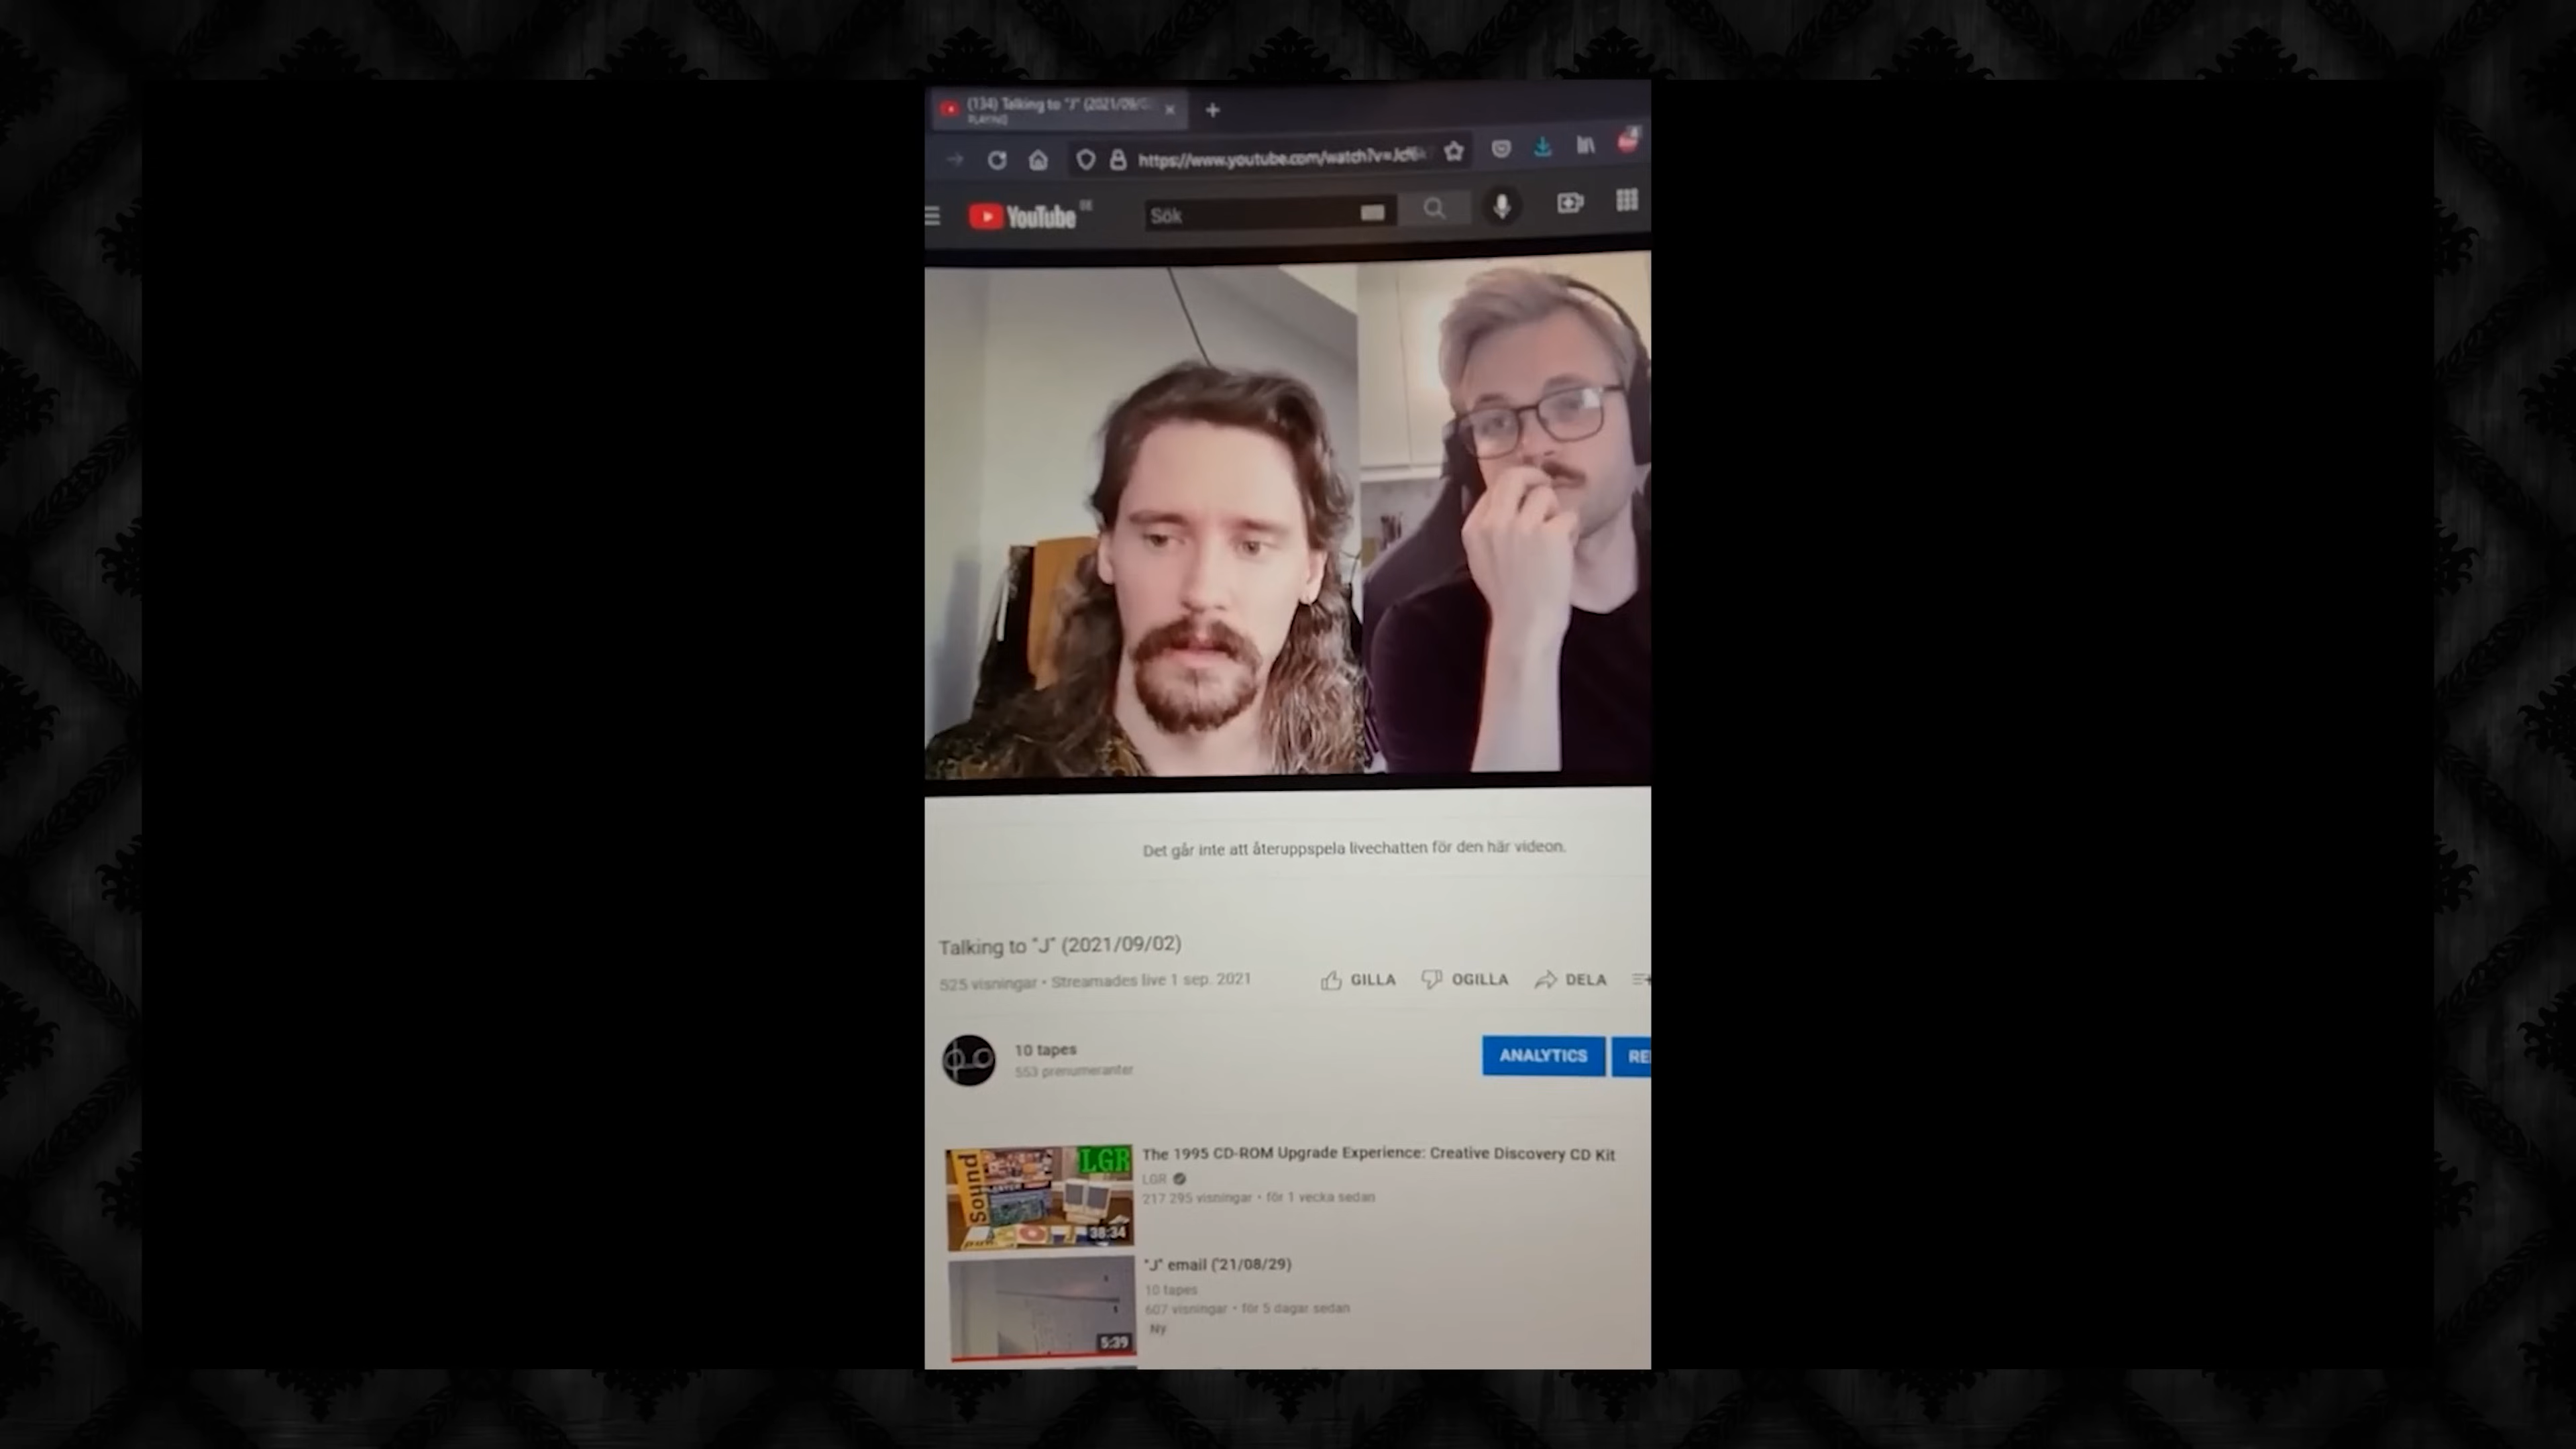 (134) Talking to "J" (2021/09/0
PLAYING
https://www.youtube.com/watch?v=
YouTube SE
Sök
Det går inte att återuppspela livechatten för den här videon.
Talking to "J" (2021/09/02)
525 visningar • Streamades live 1 sep. 2021
GILLA OGILLA DELA
10 tapes
553 prenumeranter
ANALYTICS RE
Sound
LGR
38:34
The 1995 CD-ROM Upgrade Experience: Creative Discovery CD Kit
LGR
217 295 visningar • för 1 vecka sedan
5:39
"J" email ('21/08/29)
10 tapes
607 visningar • för 5 dagar sedan
Ny